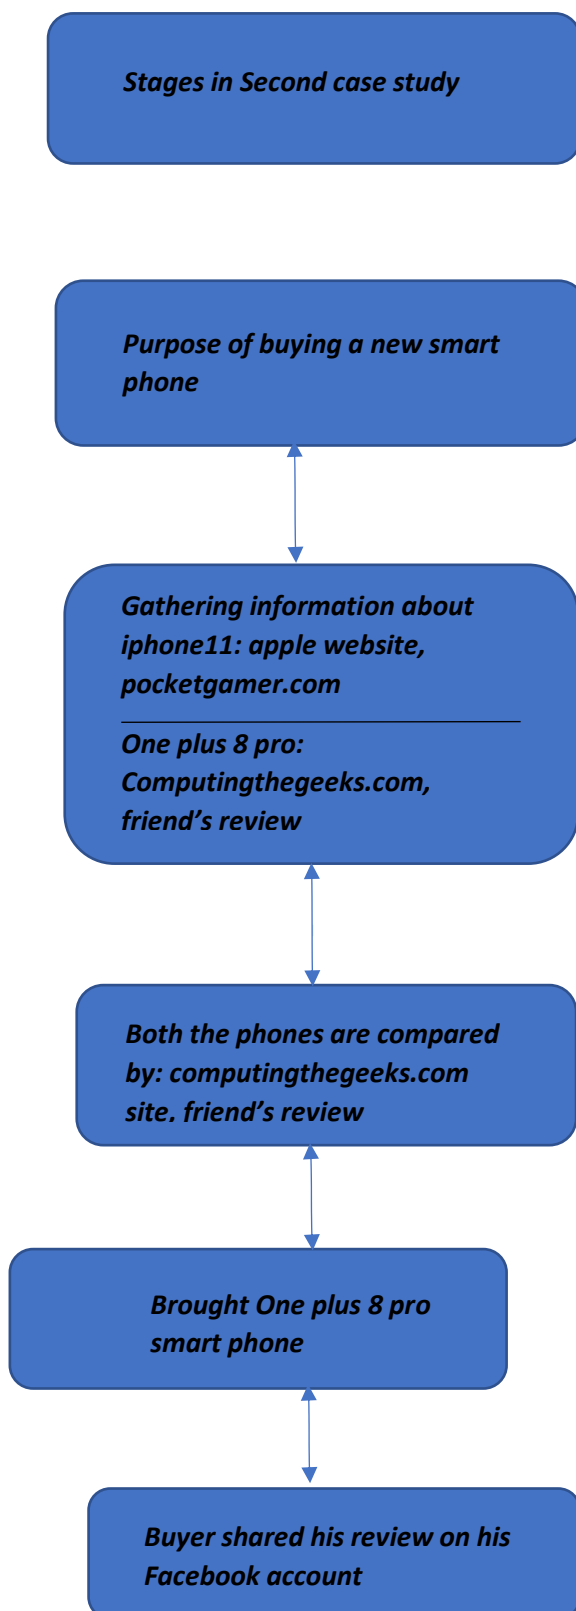 Stages in Second case study
Purpose of buying a new smart
phone
Gathering information about
iphone11: apple website,
pocketgamer.com
One plus 8 pro:
Computingthegeeks.com,
friend’s review
Both the phones are compared
by: computingthegeeks.com
site, friend’s review
Brought One plus 8 pro
smart phone
Buyer shared his review on his
Facebook account